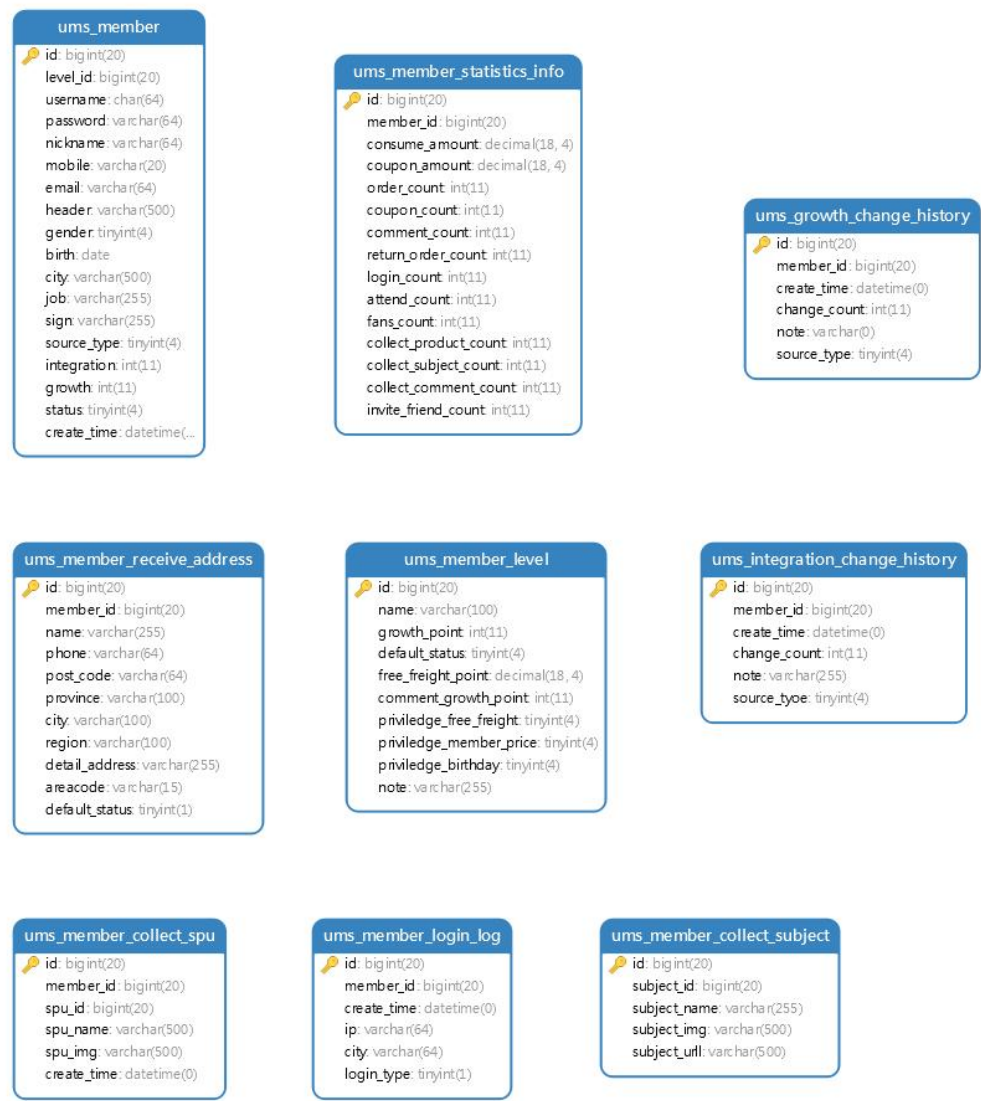 ums_member
id: bigint(20)
level_id: bigint(20)
username: char(64)
password: varchar(64)
nickname: varchar(64)
mobile: varchar(20)
email: varchar(64)
header: varchar(500)
gender: tinyint(4)
birth: date
city: varchar(500)
job: varchar(255)
sign: varchar(255)
source_type: tinyint(4)
integration: int(11)
growth: int(11)
status: tinyint(4)
create_time: datetime(...
ums_member_statistics_info
id: bigint(20)
member_id: bigint(20)
consume_amount: decimal(18, 4)
coupon_amount: decimal(18, 4)
order_count: int(11)
coupon_count: int(11)
comment_count: int(11)
return_order_count: int(11)
login_count: int(11)
attend_count: int(11)
fans_count: int(11)
collect_product_count: int(11)
collect_subject_count: int(11)
collect_comment_count: int(11)
invite_friend_count: int(11)
ums_growth_change_history
id: bigint(20)
member_id: bigint(20)
create_time: datetime(0)
change_count: int(11)
note: varchar(0)
source_type: tinyint(4)
ums_member_receive_address
id: bigint(20)
member_id: bigint(20)
name: varchar(255)
phone: varchar(64)
post_code: varchar(64)
province: varchar(100)
city: varchar(100)
region: varchar(100)
detail_address: varchar(255)
areacode: varchar(15)
default_status: tinyint(1)
ums_member_level
id: bigint(20)
name: varchar(100)
growth_point: int(11)
default_status: tinyint(4)
free_freight_point: decimal(18, 4)
comment_growth_point: int(11)
priviledge_free_freight: tinyint(4)
priviledge_member_price: tinyint(4)
priviledge_birthday: tinyint(4)
note: varchar(255)
ums_integration_change_history
id: bigint(20)
member_id: bigint(20)
create_time: datetime(0)
change_count: int(11)
note: varchar(255)
source_tyoe: tinyint(4)
ums_member_collect_spu
id: bigint(20)
member_id: bigint(20)
spu_id: bigint(20)
spu_name: varchar(500)
spu_img: varchar(500)
create_time: datetime(0)
ums_member_login_log
id: bigint(20)
member_id: bigint(20)
create_time: datetime(0)
ip: varchar(64)
city: varchar(64)
login_type: tinyint(1)
ums_member_collect_subject
id: bigint(20)
subject_id: bigint(20)
subject_name: varchar(255)
subject_img: varchar(500)
subject_urll: varchar(500)